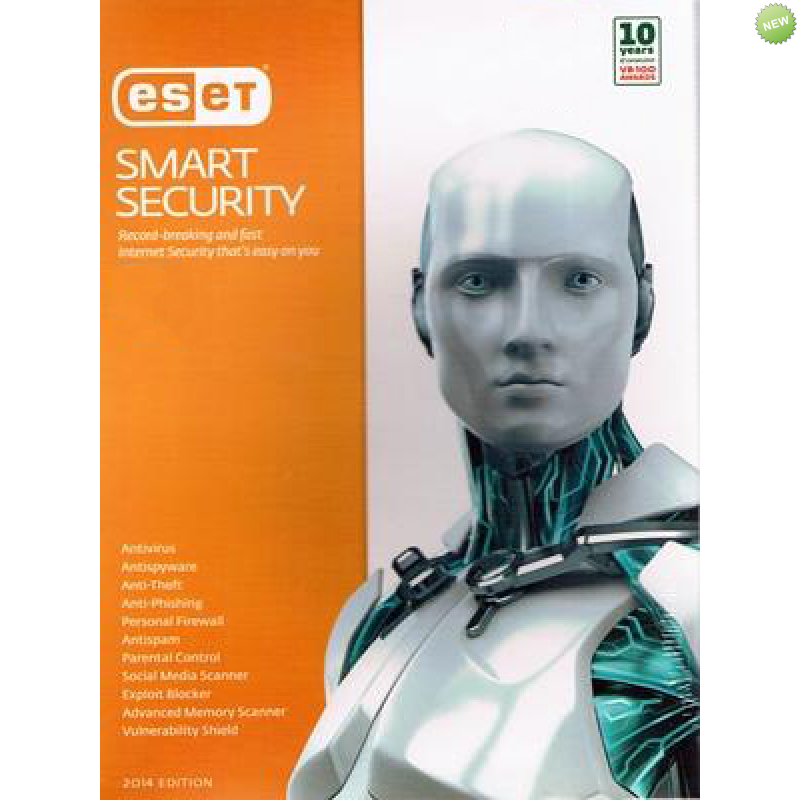 eseT
SMART
SECURITY
Record-breaking and fast
Internet Security that's easy on you
10
years
of consecutive
VB100
AWARDS
NEW
Antivirus
Antispyware
Anti-Theft
Anti-Phishing
Personal Firewall
Antispam
Parental Control
Social Media Scanner
Exploit Blocker
Advanced Memory Scanner
Vulnerability Shield
2014 EDITION